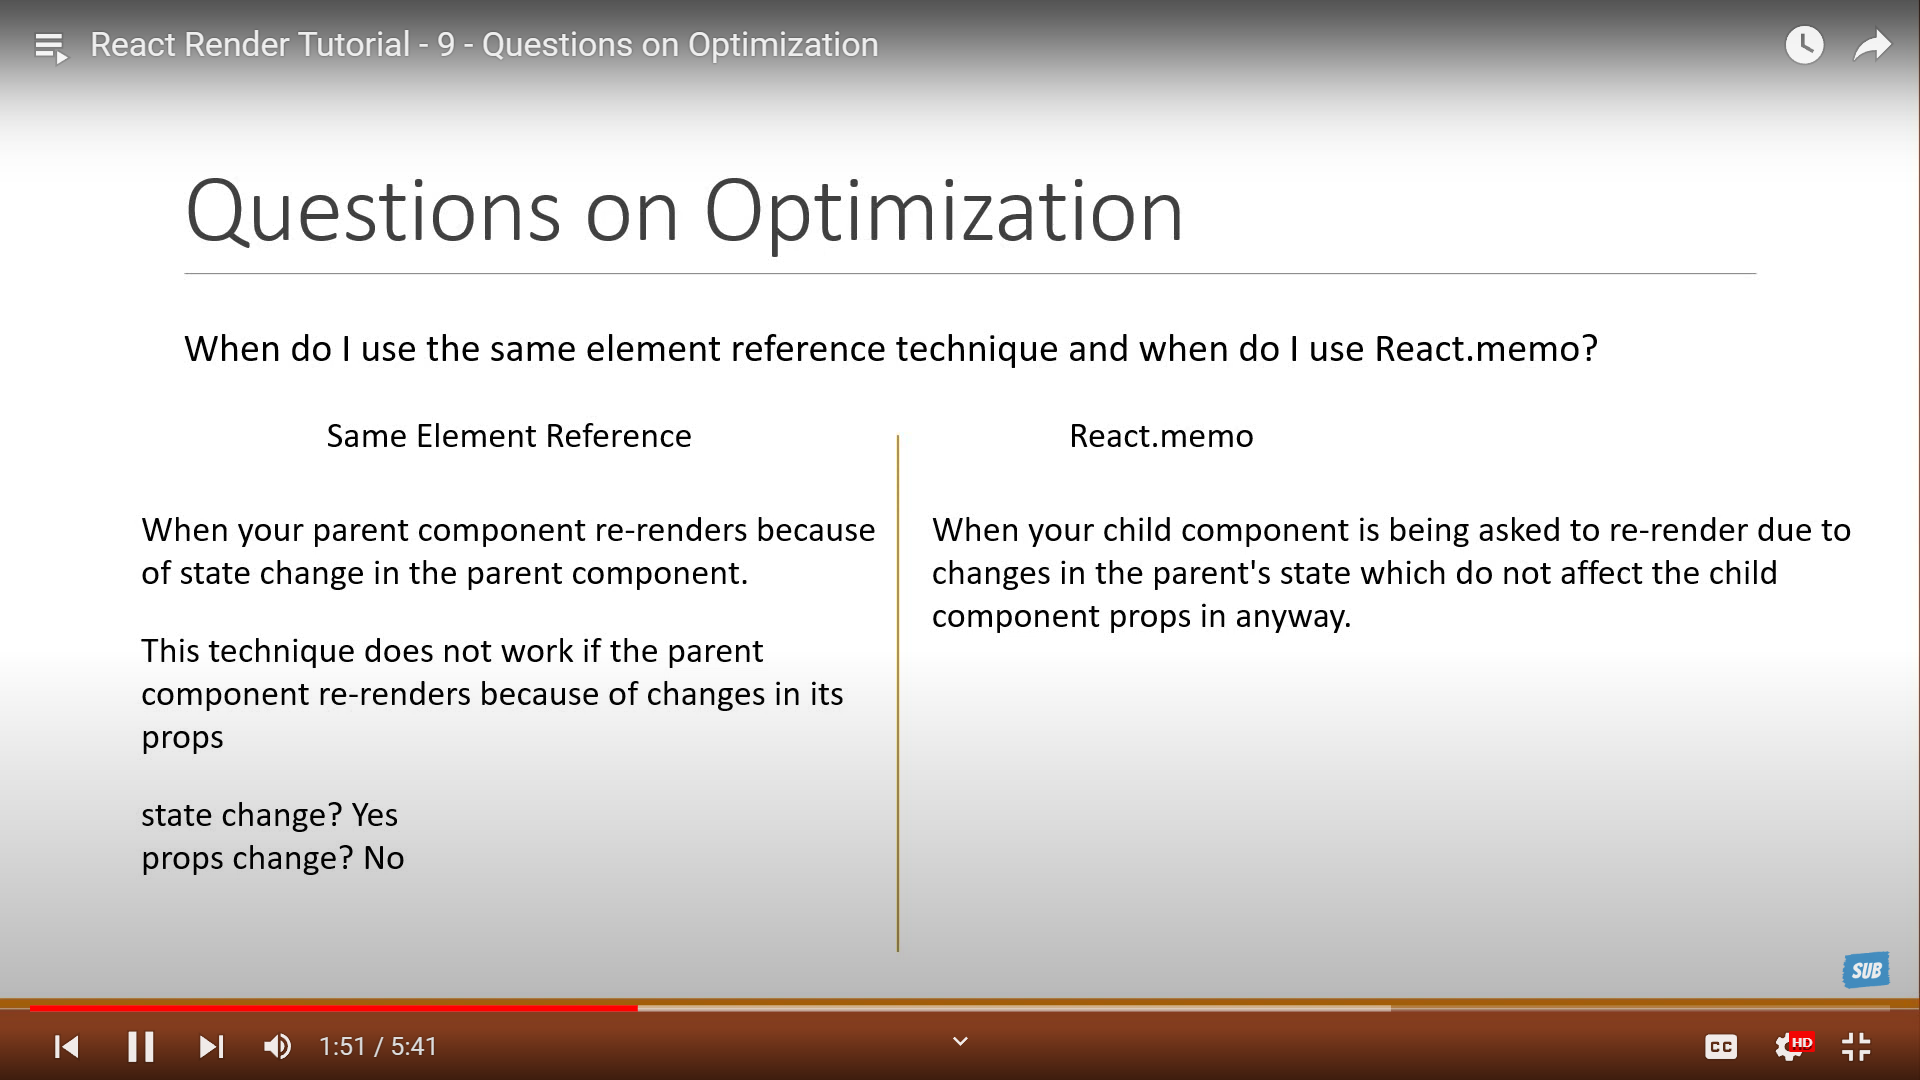 React Render Tutorial - 9 - Questions on Optimization
Questions on Optimization
When do I use the same element reference technique and when do I use React.memo?
Same Element Reference
When your parent component re-renders because
of state change in the parent component.
This technique does not work if the parent
component re-renders because of changes in its
props
state change? Yes
props change? No
React.memo
When your child component is being asked to re-render due to
changes in the parent's state which do not affect the child
component props in anyway.
SUB
1:51 / 5:41
CC
HD